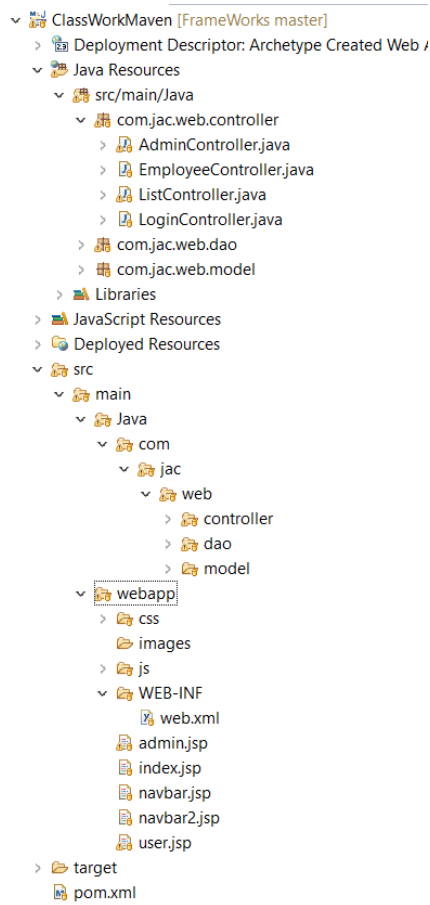 ClassWorkMaven [FrameWorks master]
Deployment Descriptor: Archetype Created Web A
Java Resources
src/main/Java
com.jac.web.controller
AdminController.java
EmployeeController.java
ListController.java
LoginController.java
com.jac.web.dao
com.jac.web.model
Libraries
JavaScript Resources
Deployed Resources
src
main
Java
com
jac
web
controller
dao
model
webapp
css
images
js
WEB-INF
web.xml
admin.jsp
index.jsp
navbar.jsp
navbar2.jsp
user.jsp
target
pom.xml